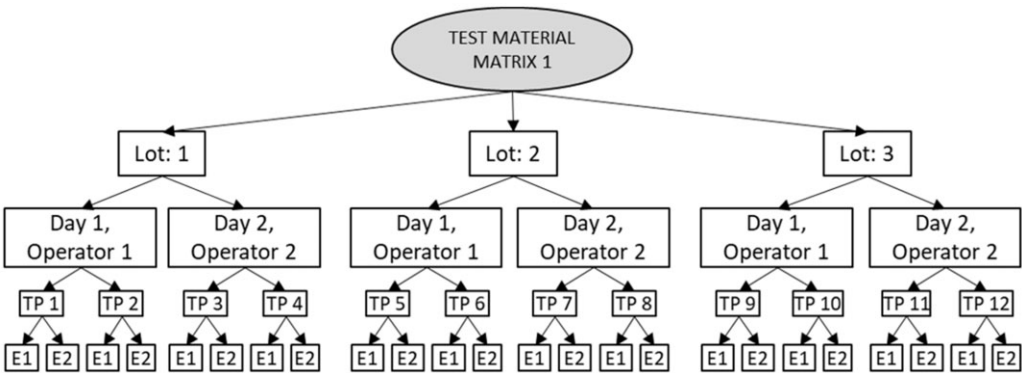 TEST MATERIAL
MATRIX 1
Lot: 1 Lot: 2 Lot: 3
Day 1, Day 2, Day 1, Day 2, Day 1, Day 2,
Operator 1 Operator 2 Operator 1 Operator 2 Operator 1 Operator 2
TP 1 TP 2 TP 3 TP 4 TP 5 TP 6 TP 7 TP 8 TP 9 TP 10 TP 11 TP 12
E1 E2 E1 E2 E1 E2 E1 E2 E1 E2 E1 E2 E1 E2 E1 E2 E1 E2 E1 E2 E1 E2 E1 E2